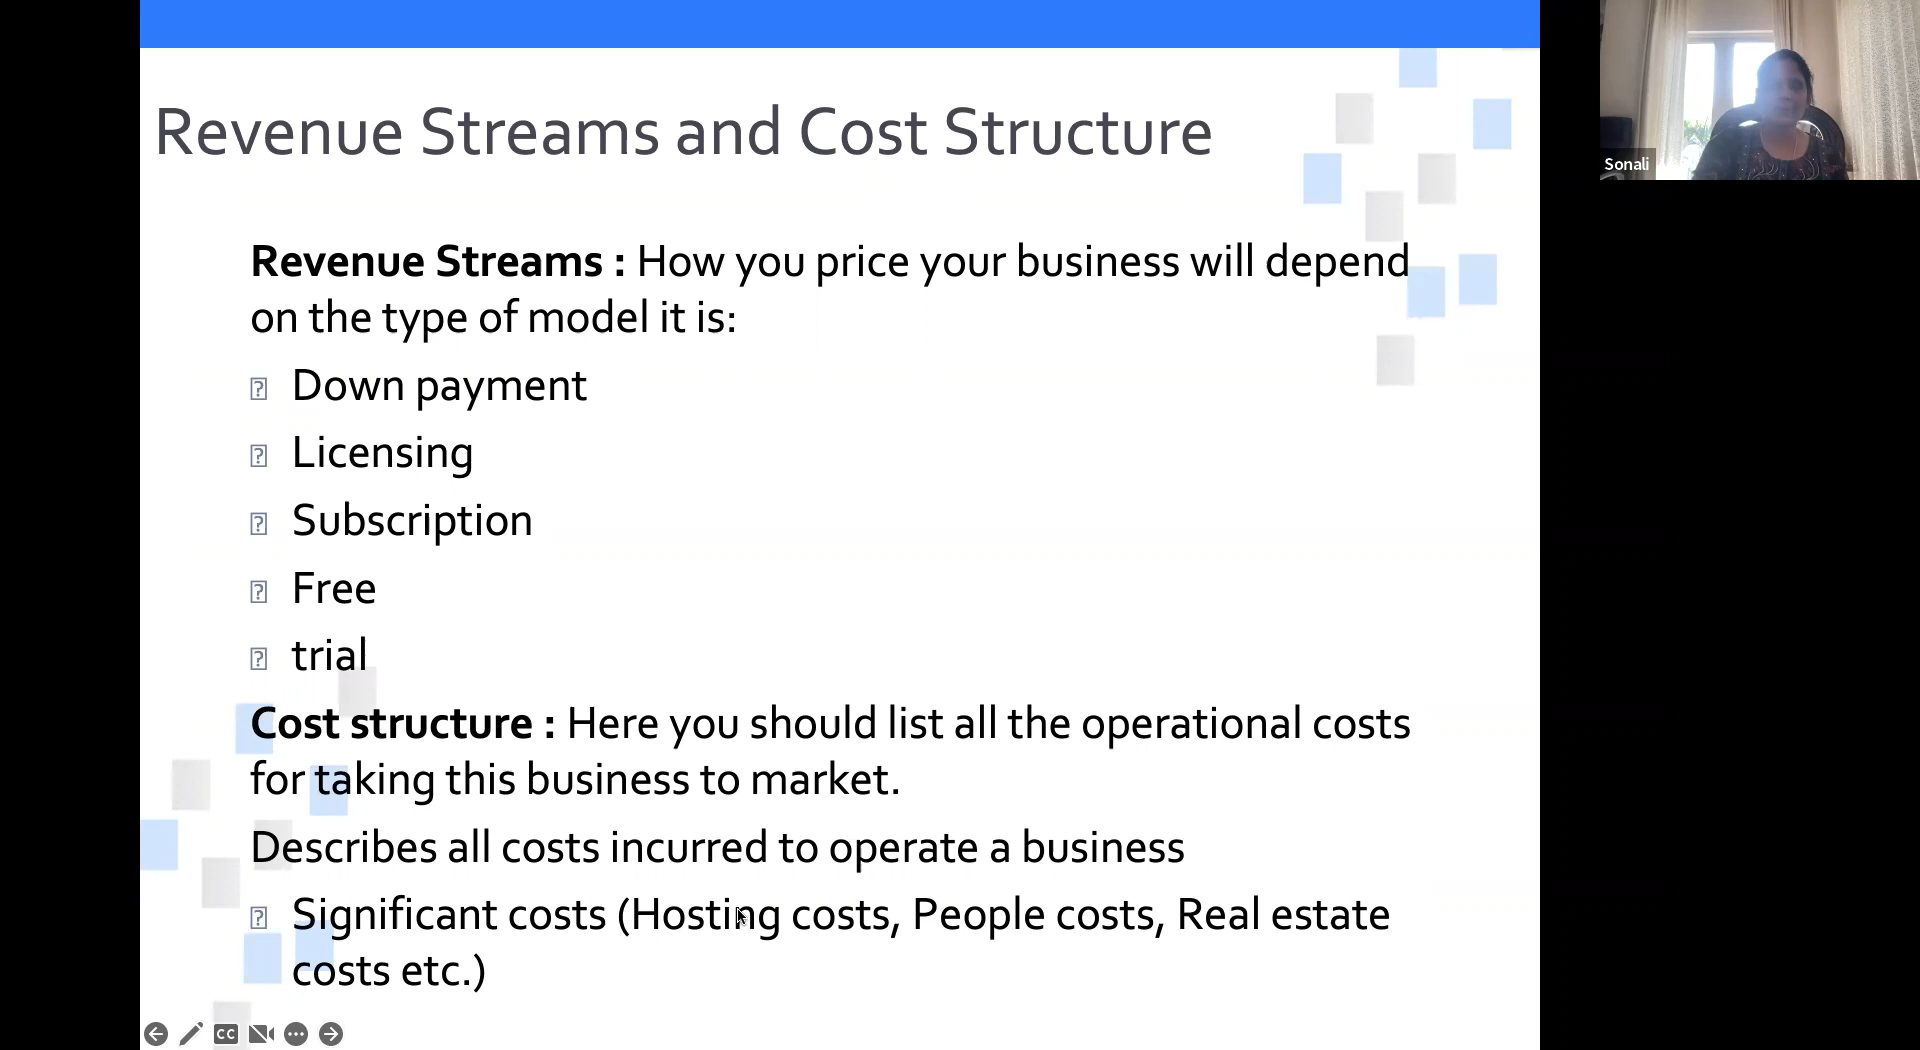 Revenue Streams and Cost Structure
Revenue Streams : How you price your business will depend
on the type of model it is:
Down payment
Licensing
Subscription
Free
trial
Cost structure : Here you should list all the operational costs
for taking this business to market.
Describes all costs incurred to operate a business
Significant costs (Hosting costs, People costs, Real estate
costs etc.)
CC
Sonali